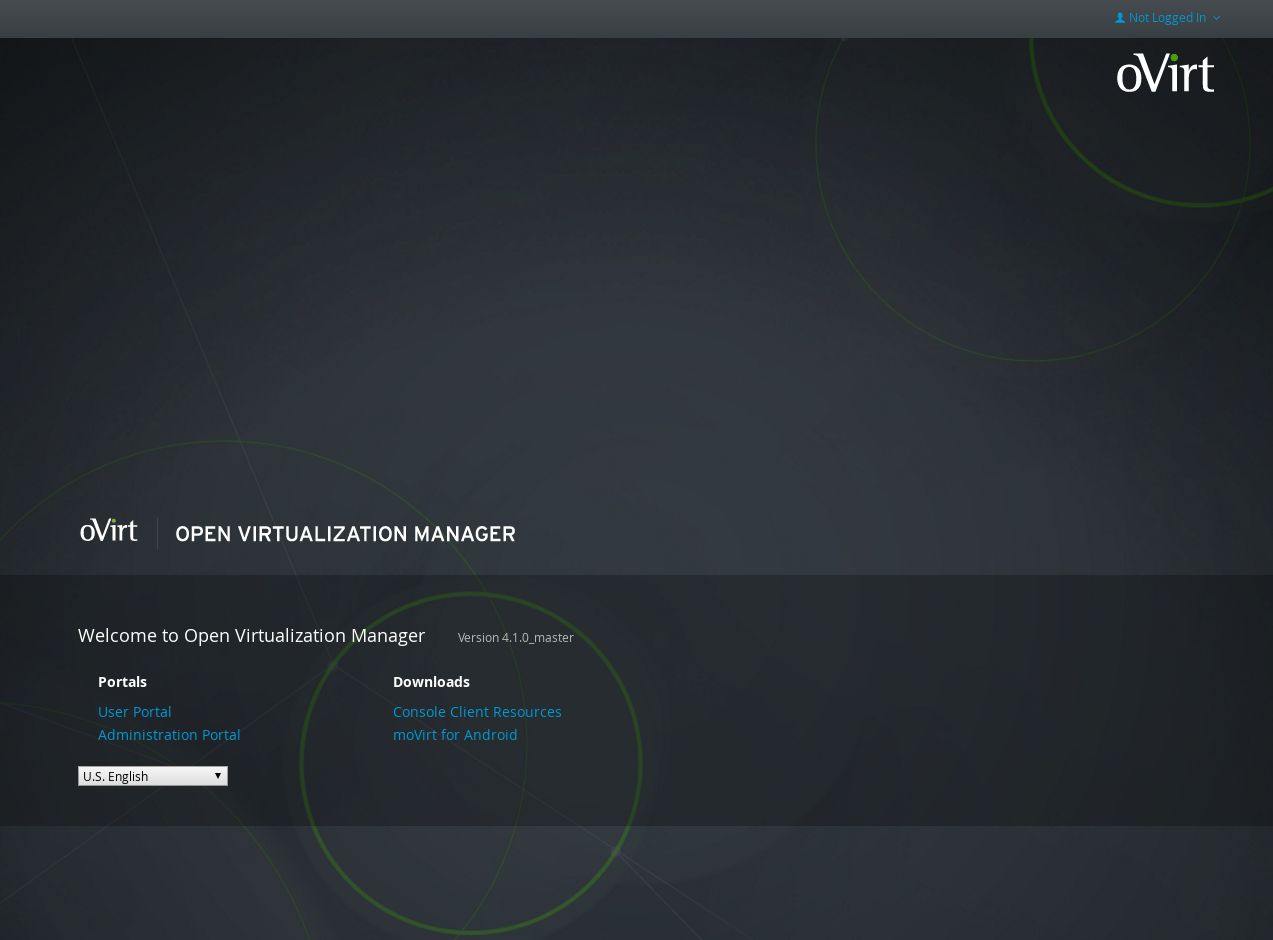 Not Logged In
oVirt
oVirt OPEN VIRTUALIZATION MANAGER
Welcome to Open Virtualization Manager Version 4.1.0_master
Portals Downloads
User Portal Console Client Resources
Administration Portal moVirt for Android
U.S. English